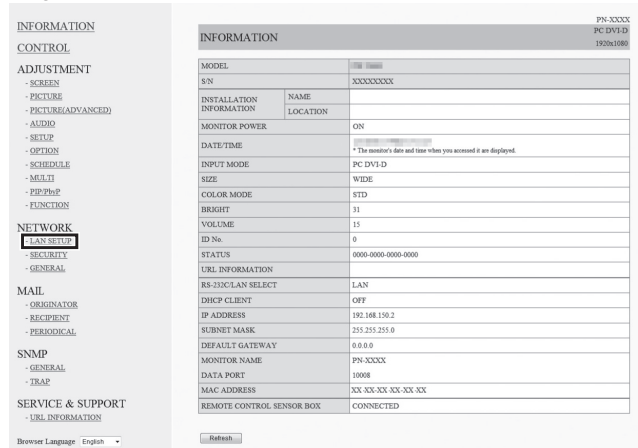 INFORMATION
CONTROL
ADJUSTMENT
- SCREEN
- PICTURE
- PICTURE(ADVANCED)
- AUDIO
- SETUP
- OPTION
- SCHEDULE
- MULTI
- PIP/PbyP
- FUNCTION
NETWORK
- LAN SETUP
- SECURITY
- GENERAL
MAIL
- ORIGINATOR
- RECIPIENT
- PERIODICAL
SNMP
- GENERAL
- TRAP
SERVICE & SUPPORT
- URL INFORMATION
Browser Language English
PN-XXXX
INFORMATION PC DVI-D
1920x1080
MODEL
S/N XXXXXXXX
INSTALLATION INFORMATION NAME
LOCATION
MONITOR POWER ON
DATE/TIME
* The monitor's date and time when you accessed it are displayed.
INPUT MODE PC DVI-D
SIZE WIDE
COLOR MODE STD
BRIGHT 31
VOLUME 15
ID No. 0
STATUS 0000-0000-0000-0000
URL INFORMATION
RS-232C/LAN SELECT LAN
DHCP CLIENT OFF
IP ADDRESS 192.168.150.2
SUBNET MASK 255.255.255.0
DEFAULT GATEWAY 0.0.0.0
MONITOR NAME PN-XXXX
DATA PORT 10008
MAC ADDRESS XX-XX-XX-XX-XX-XX
REMOTE CONTROL SENSOR BOX CONNECTED
Refresh